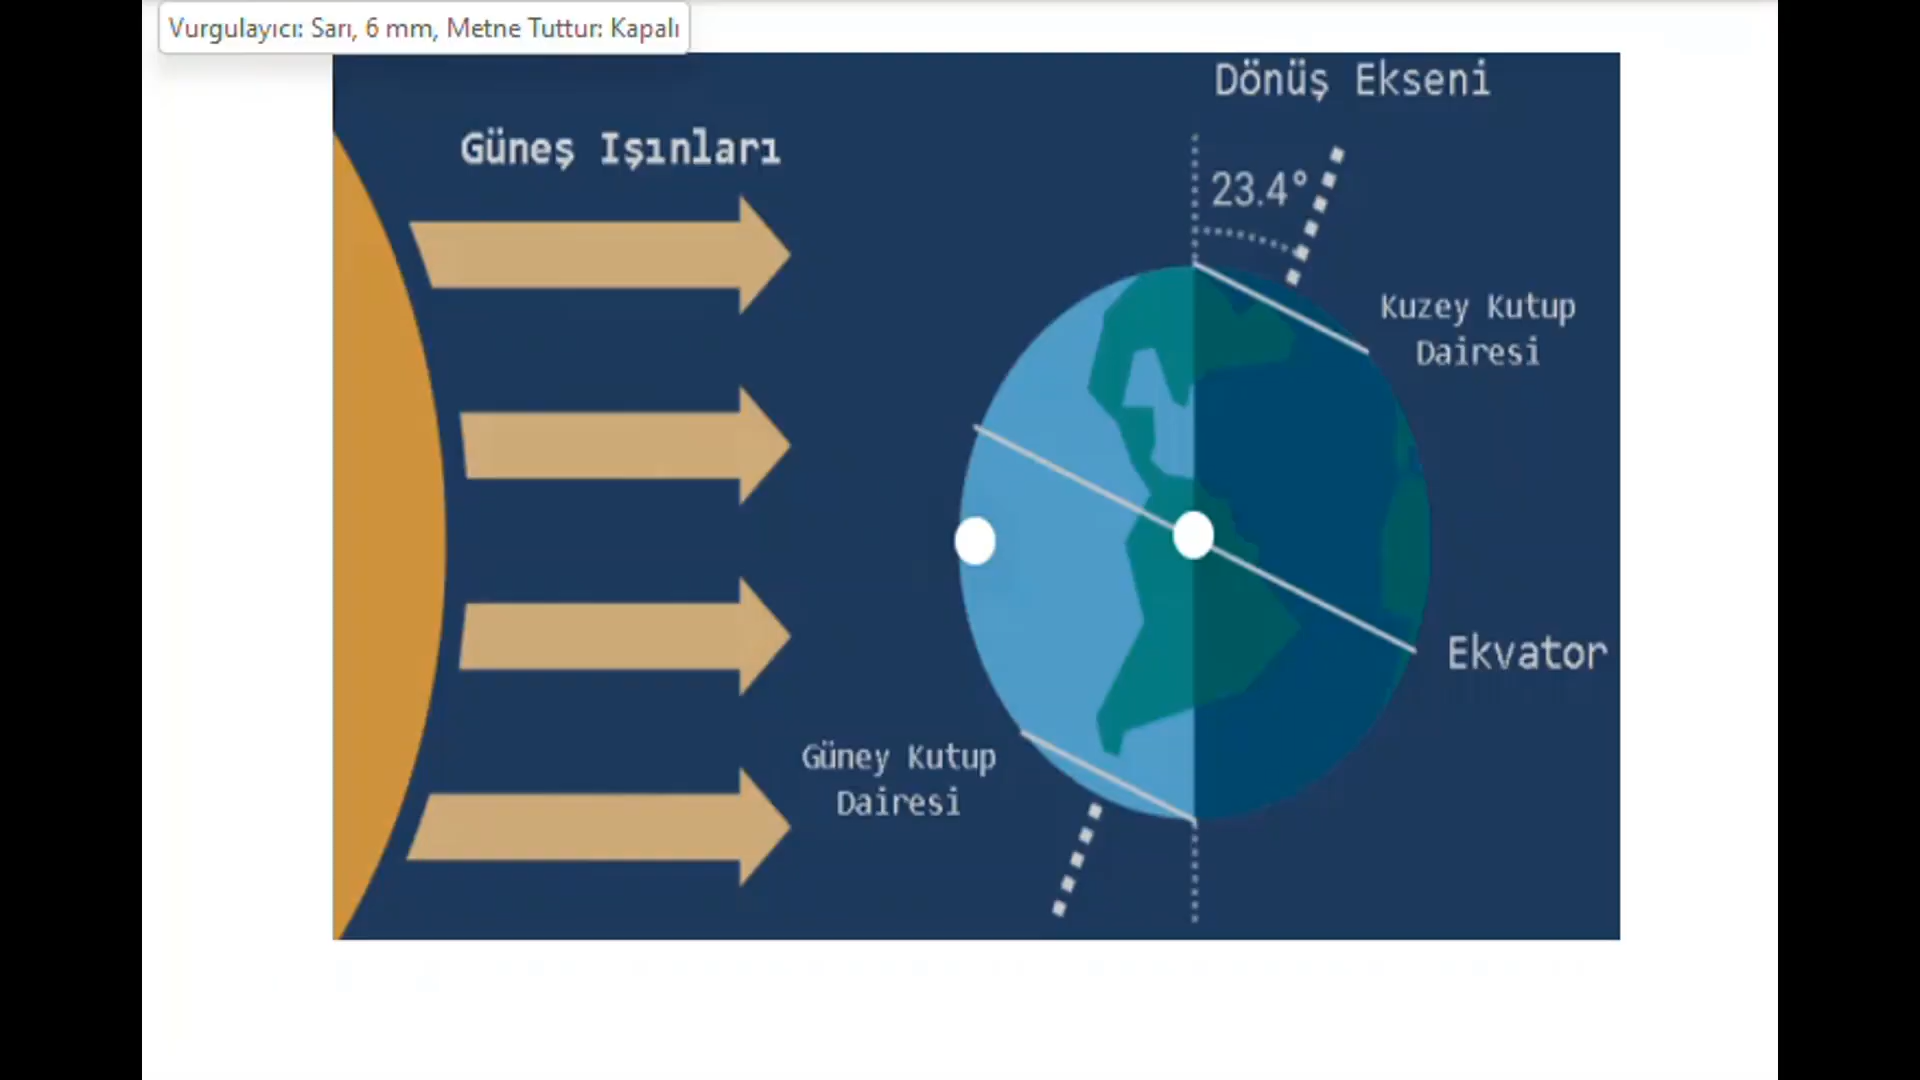 Vurgulayıcı: Sarı, 6 mm, Metne Tuttur: Kapalı
Dönüş Ekseni
Güneş Işınları
23.4°
Kuzey Kutup
Dairesi
Ekvator
Güney Kutup
Dairesi